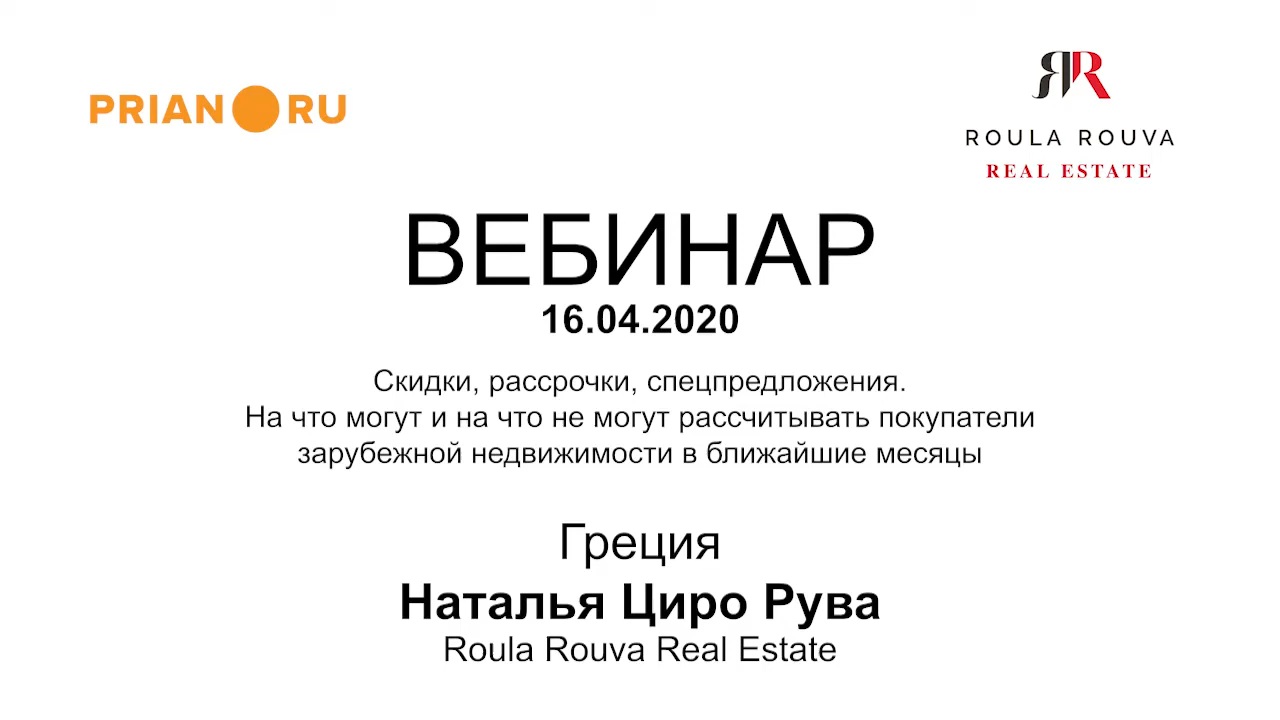 PRIAN RU
RR
ROULA ROUVA
REAL ESTATE
ВЕБИНАР
16.04.2020
Скидки, рассрочки, спецпредложения.
На что могут и на что не могут рассчитывать покупатели
зарубежной недвижимости в ближайшие месяцы
Греция
Наталья Циро Рува
Roula Rouva Real Estate